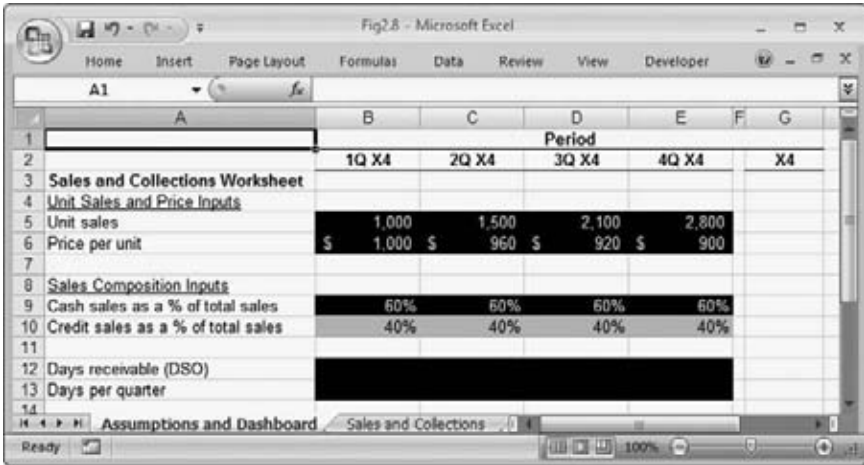 Fig2.8 - Microsoft Excel
Home Insert Page Layout Formulas Data Review View Developer
A1 fx
A B C D E F G
1 Period
2 1Q X4 2Q X4 3Q X4 4Q X4 X4
3 Sales and Collections Worksheet
4 Unit Sales and Price Inputs
5 Unit sales 1,000 1,500 2,100 2,800
6 Price per unit $ 1,000 $ 960 $ 920 $ 900
7
8 Sales Composition Inputs
9 Cash sales as a % of total sales 60% 60% 60% 60%
10 Credit sales as a % of total sales 40% 40% 40% 40%
11
12 Days receivable (DSO)
13 Days per quarter
14
Assumptions and Dashboard Sales and Collections
Ready 100%